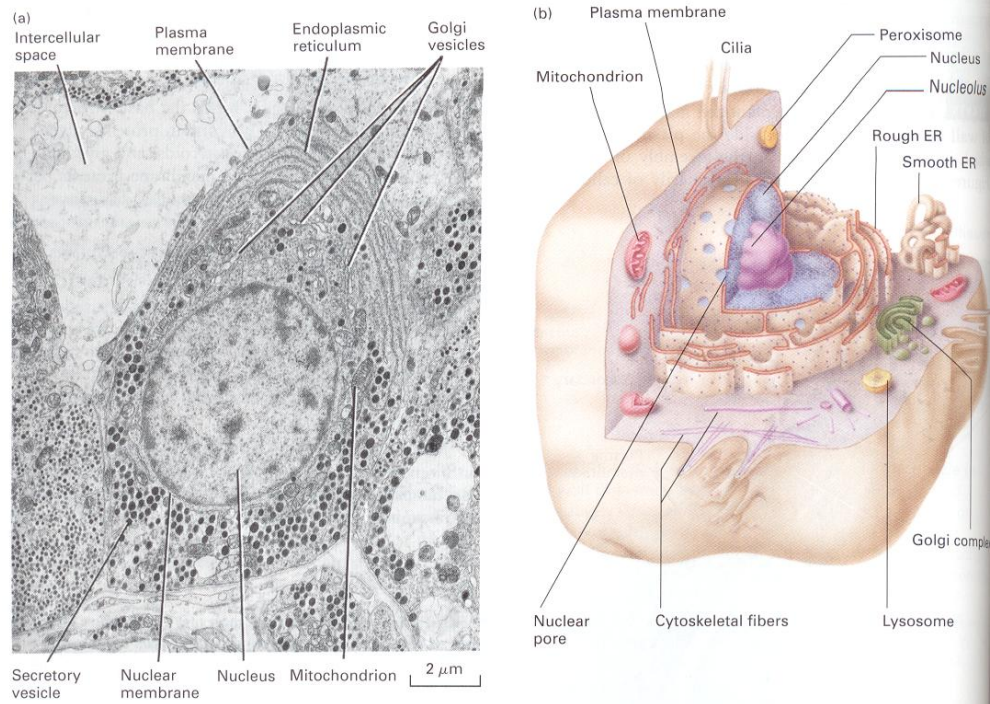 (a)
Intercellular
space
Plasma
membrane
Endoplasmic
reticulum
Golgi
vesicles
Secretory
vesicle
Nuclear
membrane
Nucleus
Mitochondrion
2 μm
(b)
Plasma membrane
Cilia
Mitochondrion
Peroxisome
Nucleus
Nucleolus
Rough ER
Smooth ER
Golgi comple
Nuclear
pore
Cytoskeletal fibers
Lysosome